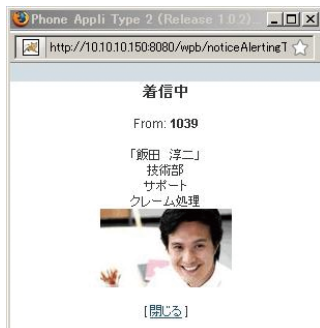 Phone Appli Type 2 (Release 1.0.2)...
http://10.10.10.150:8080/wpb/noticeAlertingT
着信中
From: 1039
「飯田 淳二」
技術部
サポート
クレーム処理
[ 閉じる ]